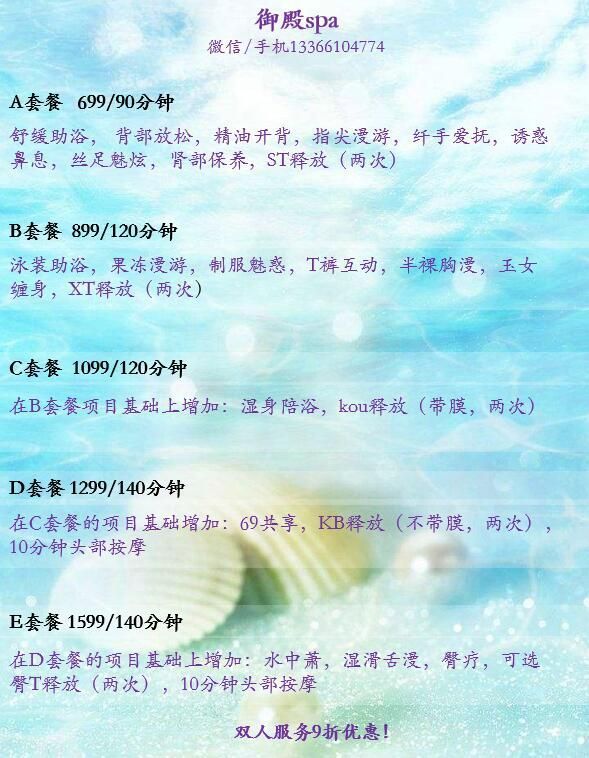 御殿spa
微信/手机13366104774
A套餐 699/90分钟
舒缓助浴，背部放松，精油开背，指尖漫游，纤手爱抚，诱惑
鼻息，丝足魅炫，肾部保养，ST释放（两次）
B套餐 899/120分钟
泳装助浴，果冻漫游，制服魅惑，T裤互动，半裸胸漫，玉女
缠身，XT释放（两次）
C套餐 1099/120分钟
在B套餐项目基础上增加：湿身陪浴，kou释放（带膜，两次）
D套餐 1299/140分钟
在C套餐的项目基础增加：69共享，KB释放（不带膜，两次），
10分钟头部按摩
E套餐 1599/140分钟
在D套餐的项目基础上增加：水中萧，湿滑舌漫，臀疗，可选
臀T释放（两次），10分钟头部按摩
双人服务9折优惠！